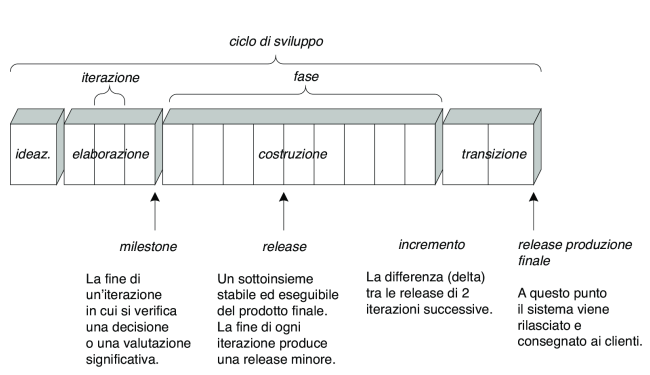 ciclo di sviluppo
iterazione
fase
ideaz.
elaborazione
costruzione
transizione
milestone
La fine di
un'iterazione
in cui si verifica
una decisione
o una valutazione
significativa.
release
Un sottoinsieme
stabile ed eseguibile
del prodotto finale.
La fine di ogni
iterazione produce
una release minore.
incremento
La differenza (delta)
tra le release di 2
iterazioni successive.
release produzione
finale
A questo punto
il sistema viene
rilasciato e
consegnato ai clienti.